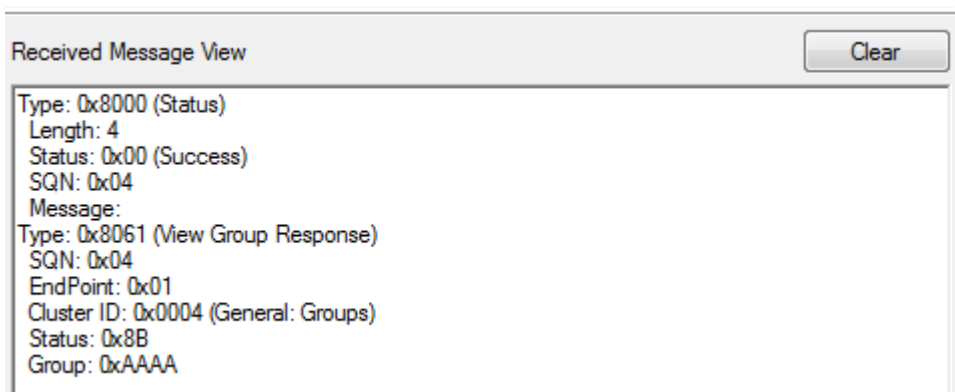 Received Message View
Clear
Type: 0x8000 (Status)
Length: 4
Status: 0x00 (Success)
SQN: 0x04
Message:
Type: 0x8061 (View Group Response)
SQN: 0x04
EndPoint: 0x01
Cluster ID: 0x0004 (General: Groups)
Status: 0x8B
Group: 0xAAAA